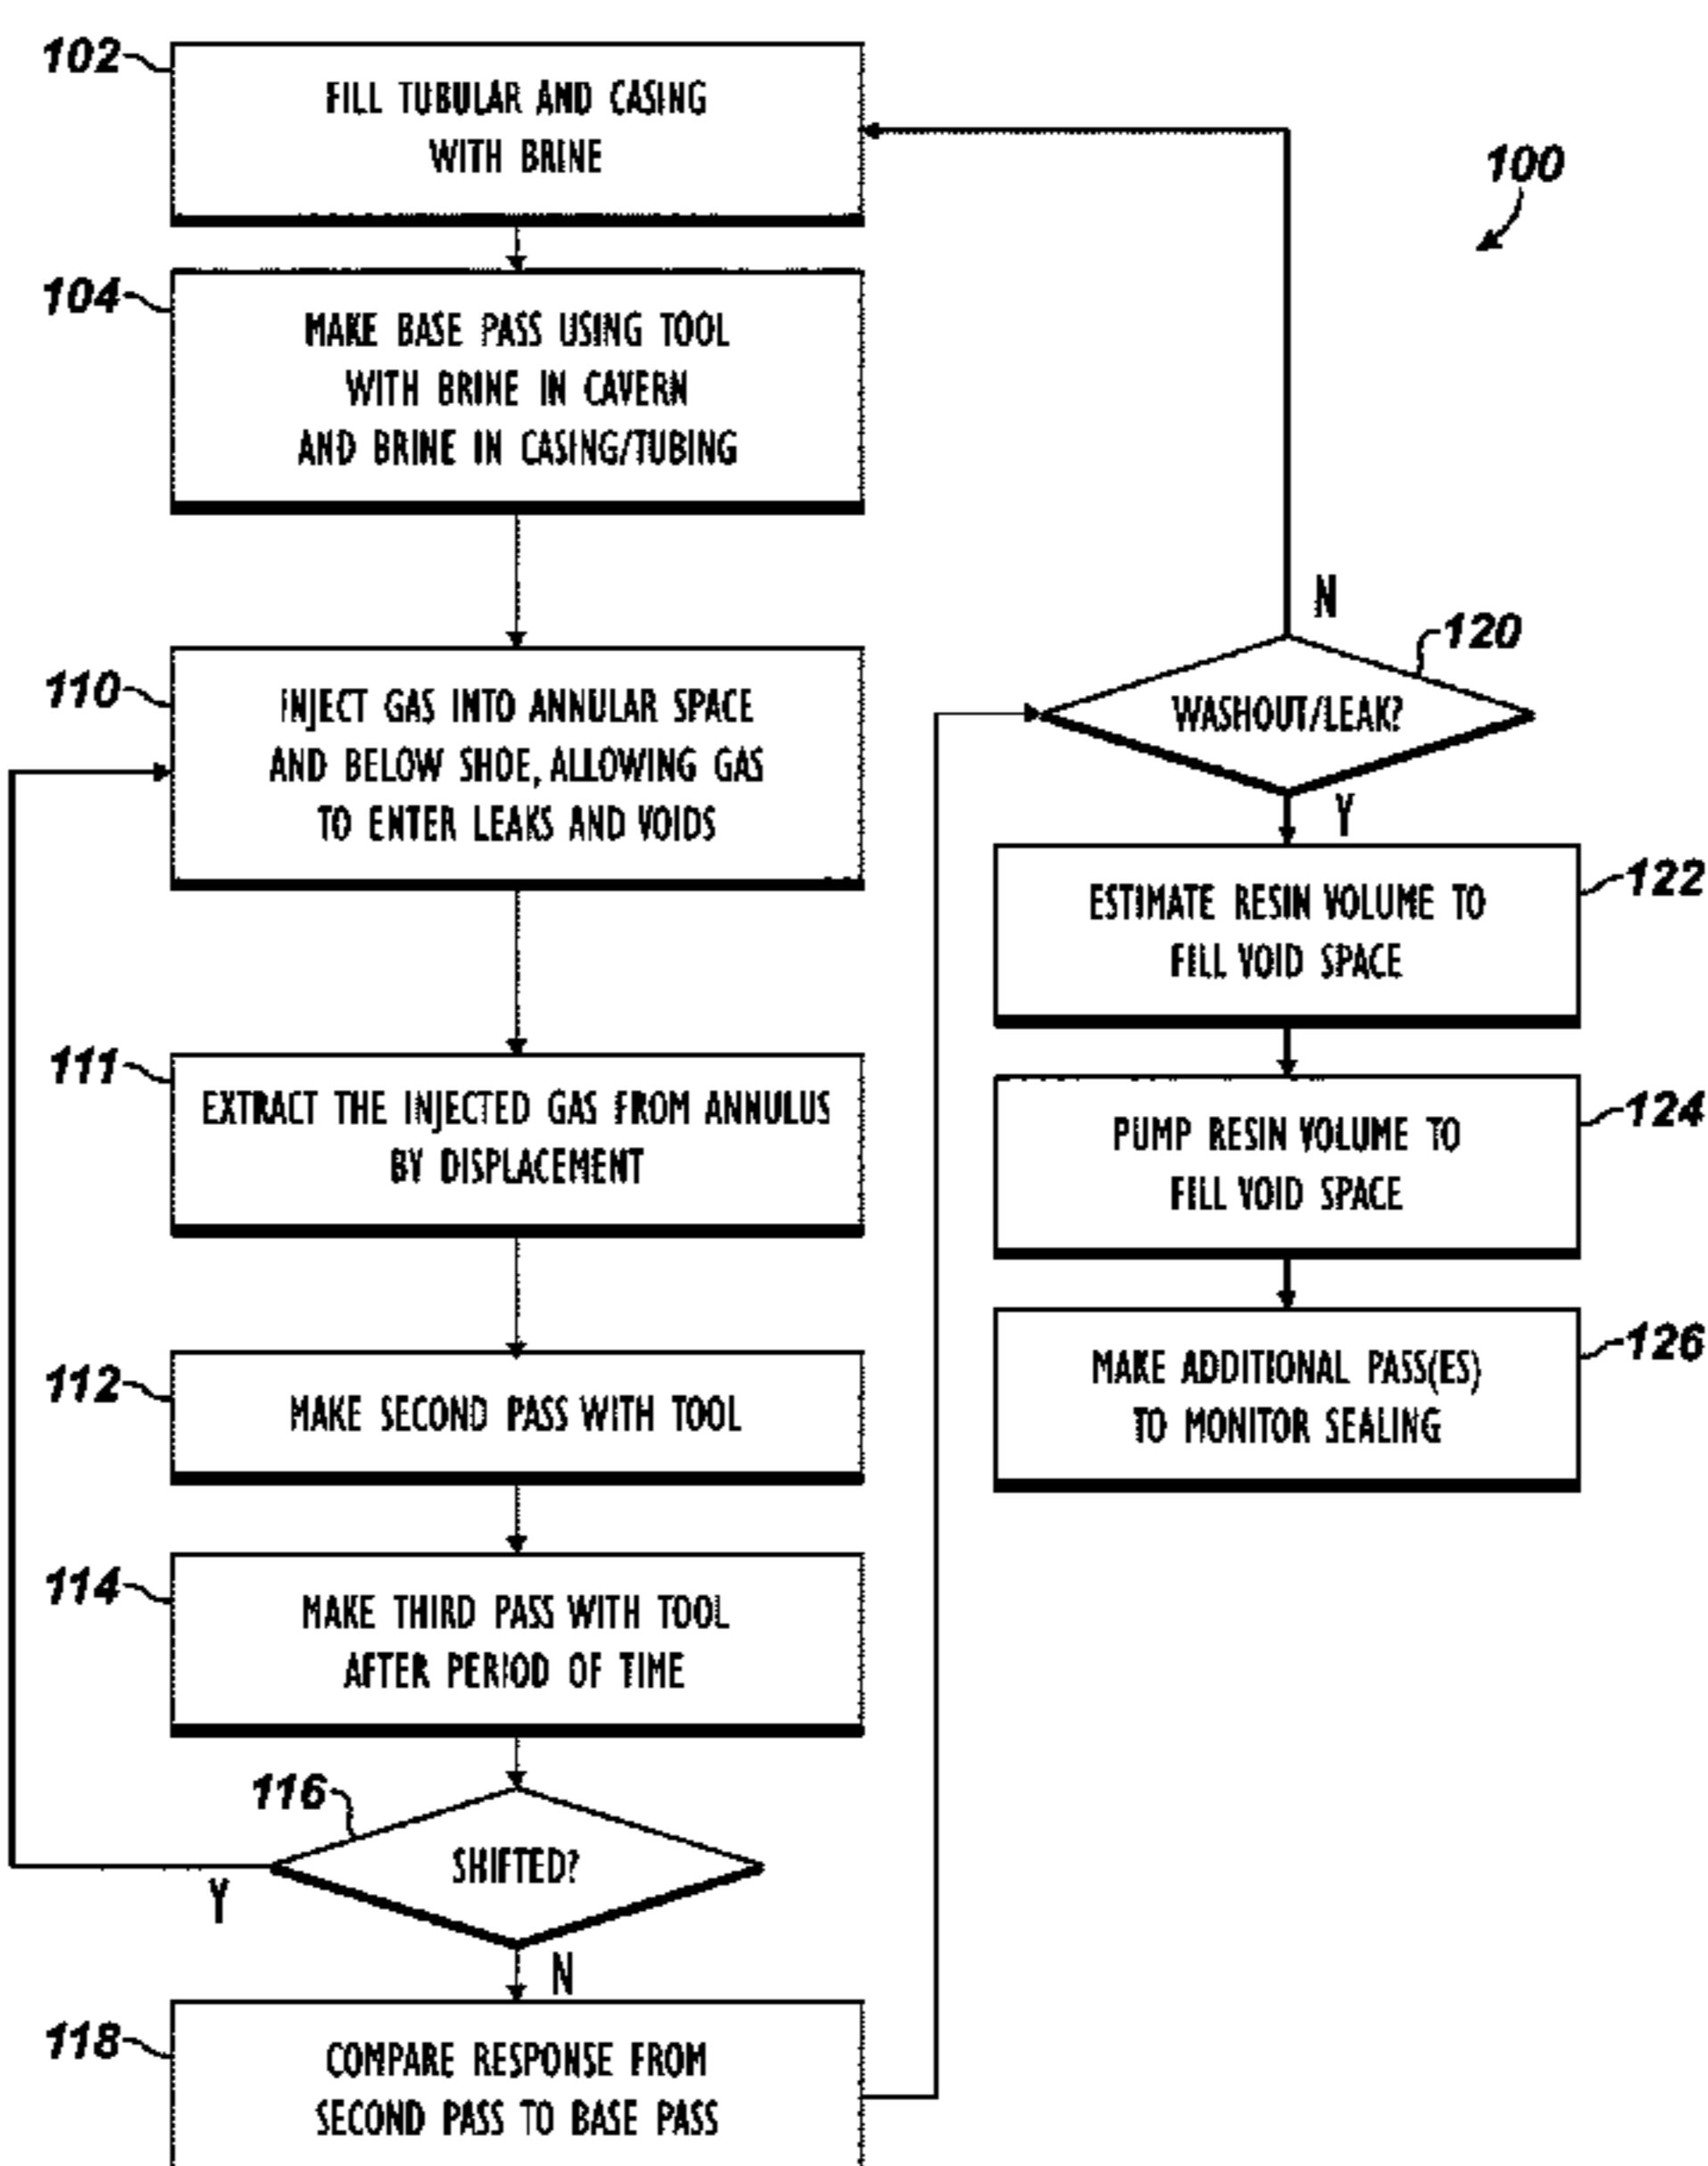 102
FILL TUBULAR AND CASING
WITH BRINE
100
104
MAKE BASE PASS USING TOOL
WITH BRINE IN CAVERN
AND BRINE IN CASING/TUBING
110
INJECT GAS INTO ANNULAR SPACE
AND BELOW SHOE, ALLOWING GAS
TO ENTER LEAKS AND VOIDS
111
EXTRACT THE INJECTED GAS FROM ANNULUS
BY DISPLACEMENT
112
MAKE SECOND PASS WITH TOOL
114
MAKE THIRD PASS WITH TOOL
AFTER PERIOD OF TIME
116
SHIFTED?
Y
N
118
COMPARE RESPONSE FROM
SECOND PASS TO BASE PASS
N
120
WASHOUT/LEAK?
Y
122
ESTIMATE RESIN VOLUME TO
FILL VOID SPACE
124
PUMP RESIN VOLUME TO
FILL VOID SPACE
126
MAKE ADDITIONAL PASS(ES)
TO MONITOR SEALING